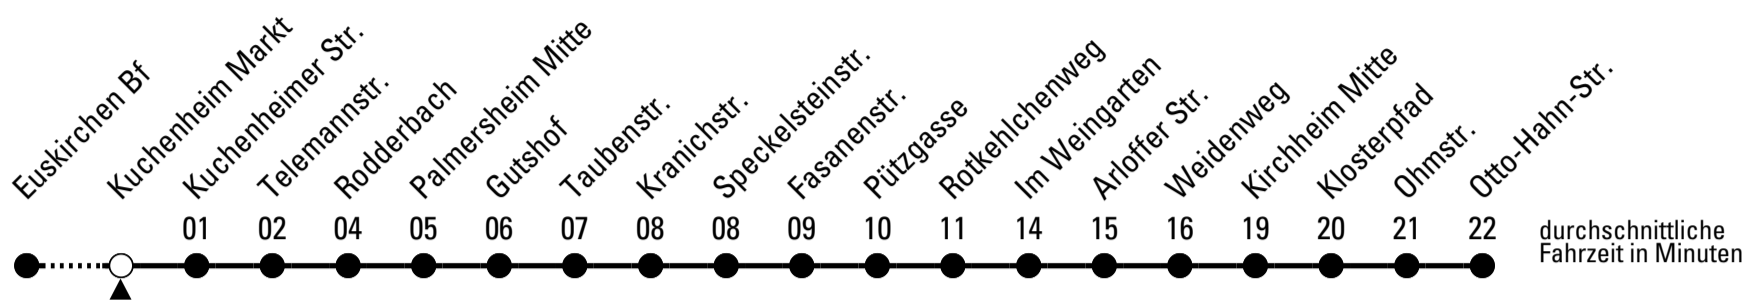 Euskirchen Bf
Kuchenheim Markt
Kuchenheimer Str.
Telemannstr.
Rodderbach
Palmersheim Mitte
Gutshof
Taubenstr.
Kranichstr.
Speckelsteinstr.
Fasanenstr.
Pützgasse
Rotkehlchenweg
Im Weingarten
Arloffer Str.
Weidenweg
Kirchheim Mitte
Klosterpfad
Ohmstr.
Otto-Hahn-Str.
01 02 04 05 06 07 08 08 09 10 11 14 15 16 19 20 21 22
durchschnittliche
Fahrzeit in Minuten